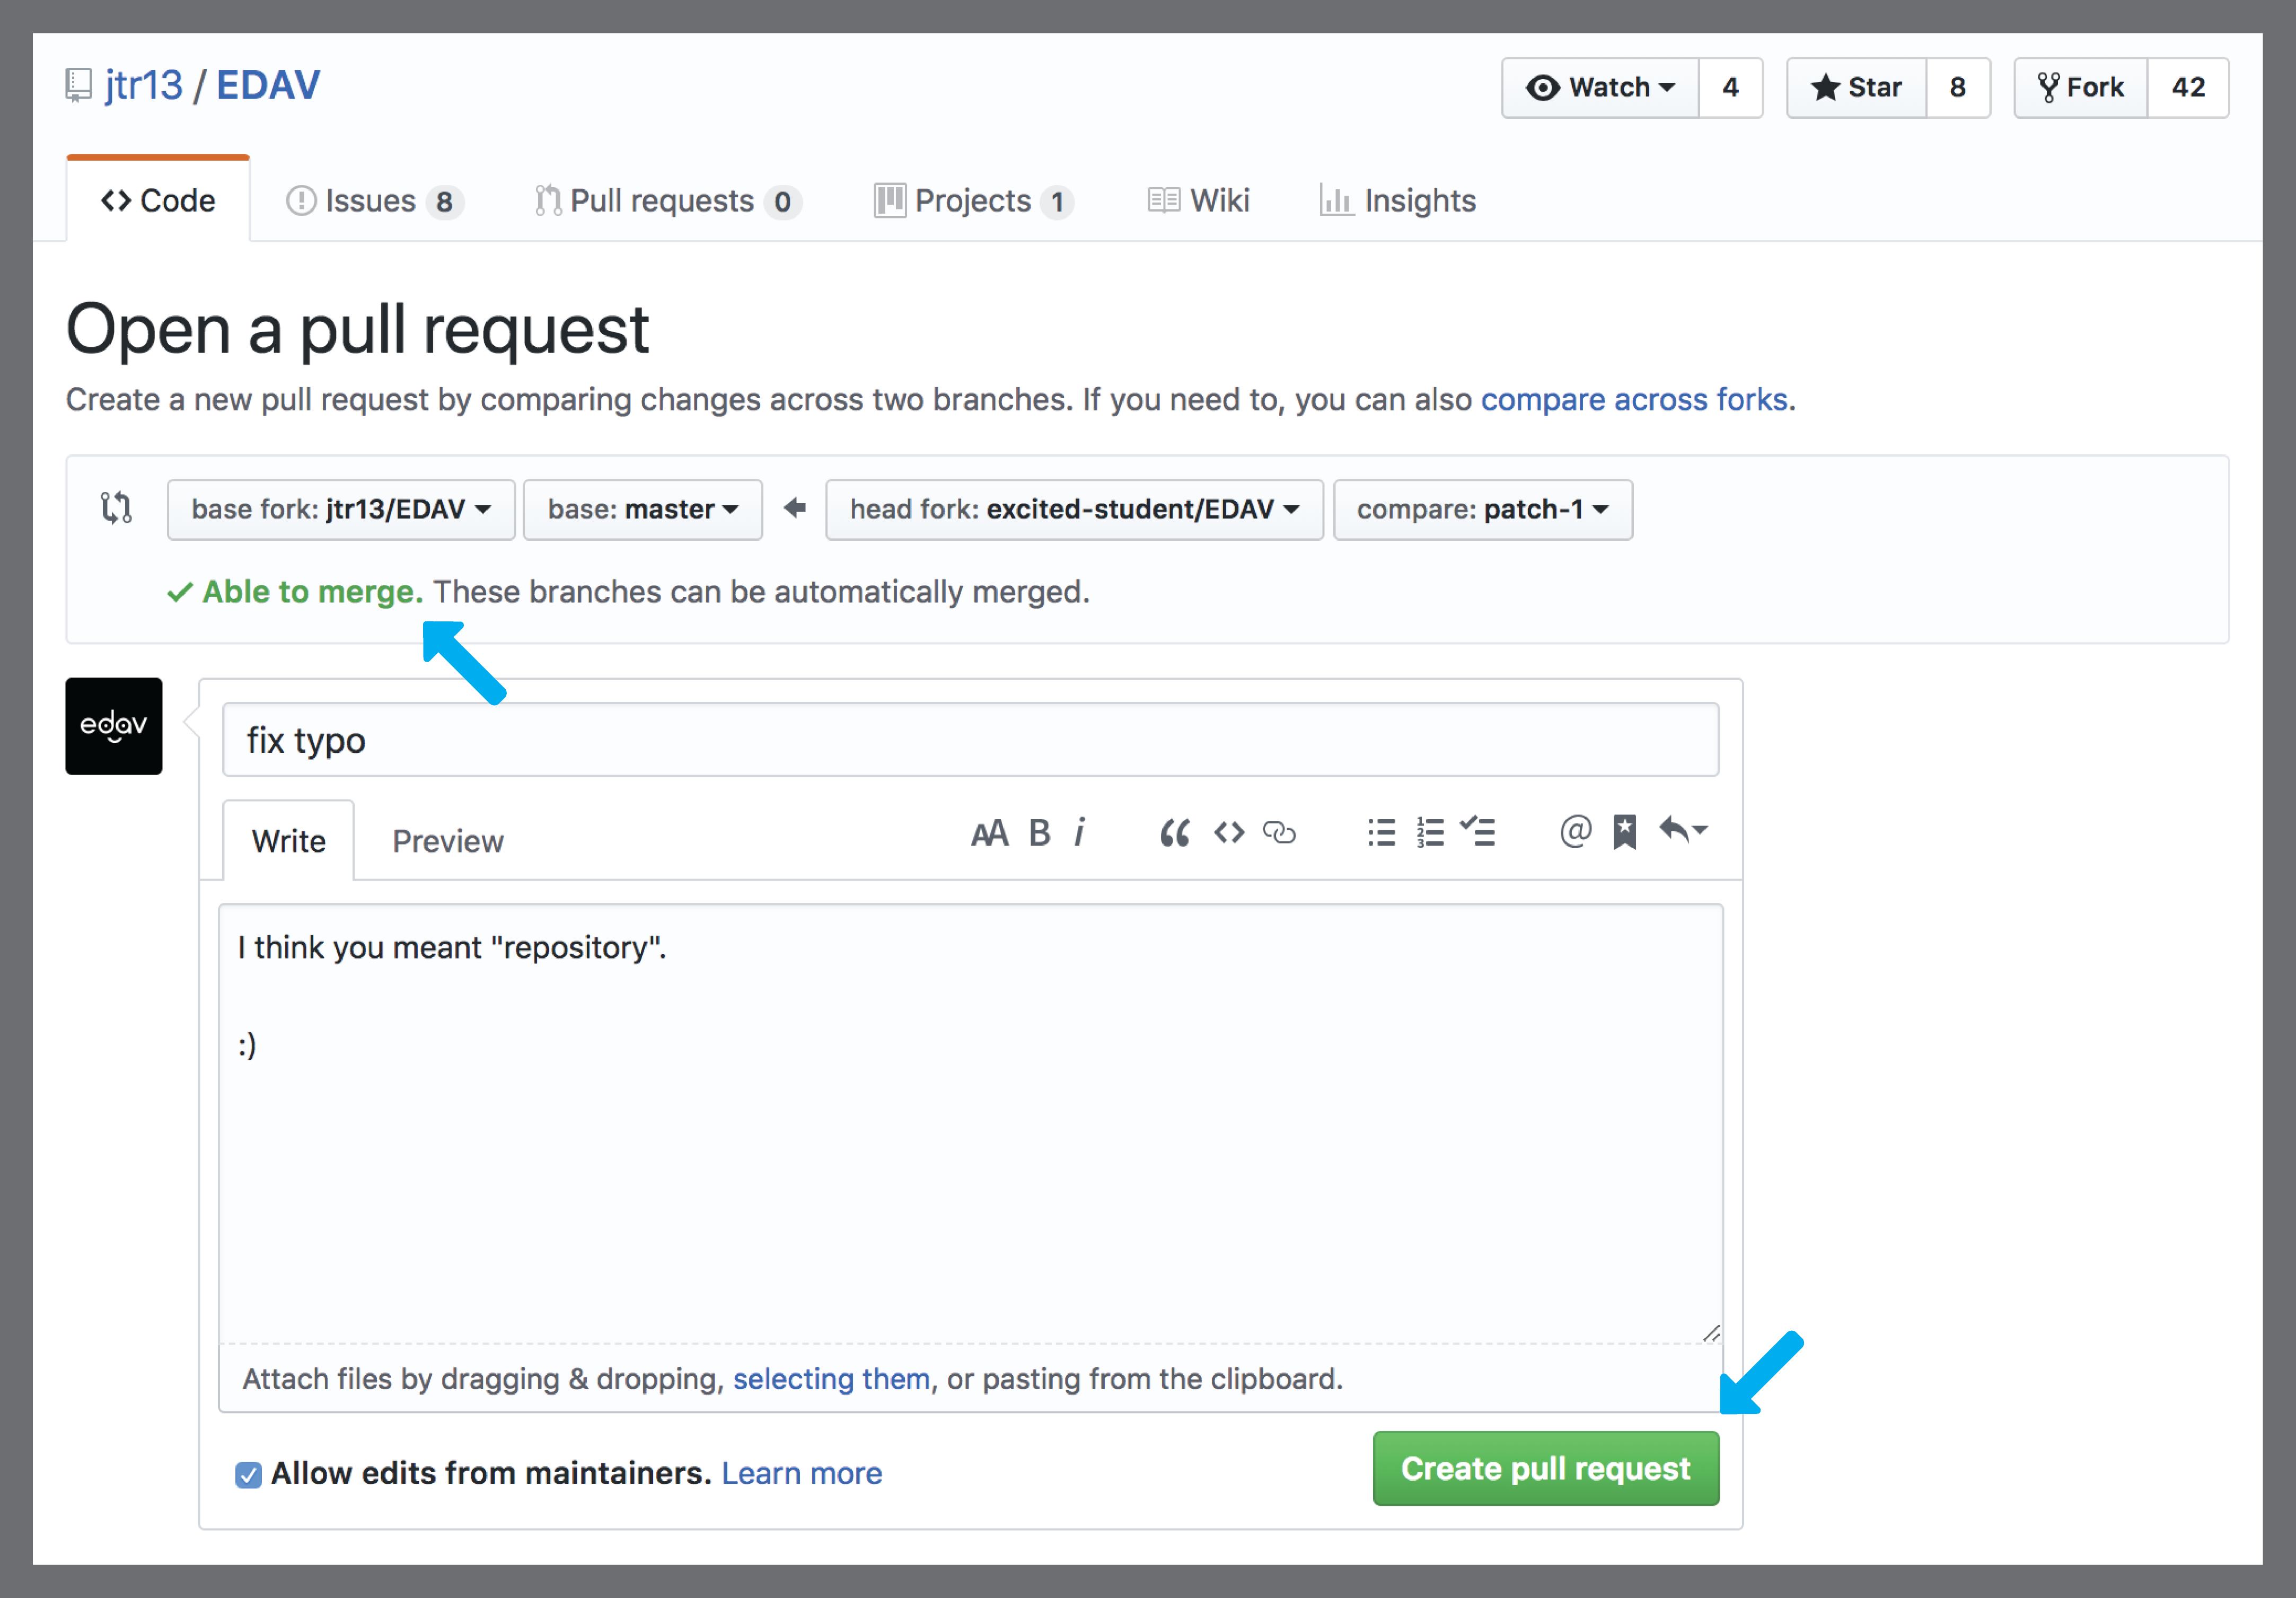 jtr13 / EDAV Watch 4 Star 8 Fork 42
Code Issues 8 Pull requests 0 Projects 1 Wiki Insights
Open a pull request
Create a new pull request by comparing changes across two branches. If you need to, you can also compare across forks.
base fork: jtr13/EDAV base: master head fork: excited-student/EDAV compare: patch-1
Able to merge. These branches can be automatically merged.
edav
fix typo
Write Preview AA B i
I think you meant "repository".
:)
Attach files by dragging & dropping, selecting them, or pasting from the clipboard.
Allow edits from maintainers. Learn more Create pull request